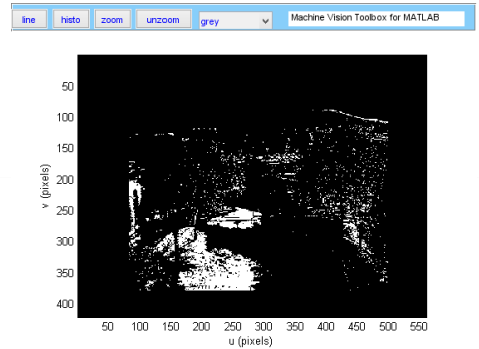 line histo zoom unzoom grey Machine Vision Toolbox for MATLAB
50
100
150
200
250
300
350
400
v (pixels)
50 100 150 200 250 300 350 400 450 500 550
u (pixels)